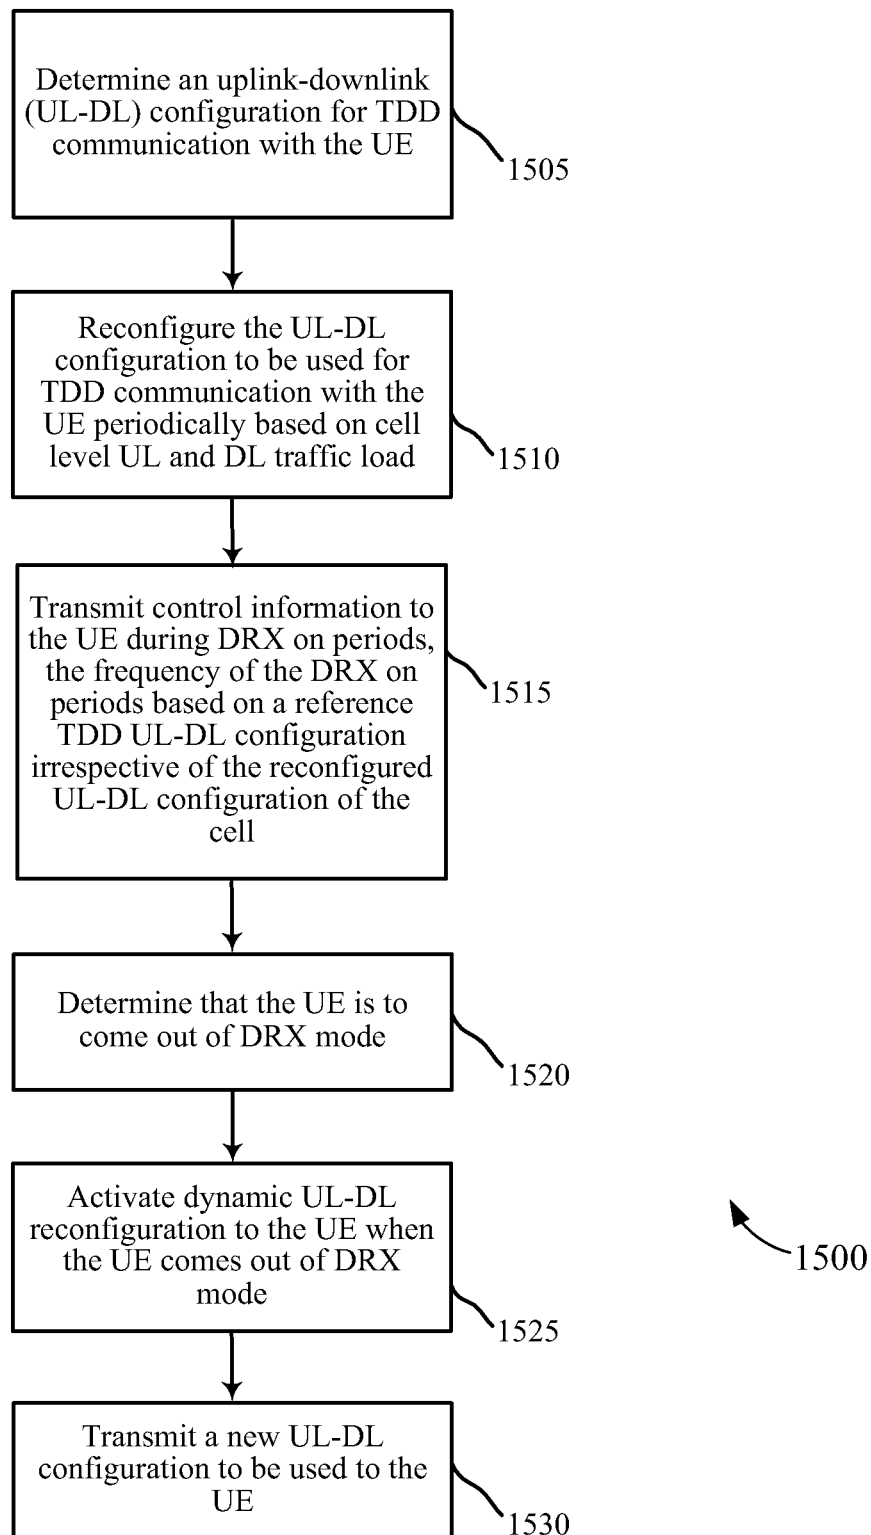 Determine an uplink-downlink
(UL-DL) configuration for TDD
communication with the UE
1505
Reconfigure the UL-DL
configuration to be used for
TDD communication with the
UE periodically based on cell
level UL and DL traffic load
1510
Transmit control information to
the UE during DRX on periods,
the frequency of the DRX on
periods based on a reference
TDD UL-DL configuration
irrespective of the reconfigured
UL-DL configuration of the
cell
1515
Determine that the UE is to
come out of DRX mode
1520
Activate dynamic UL-DL
reconfiguration to the UE when
the UE comes out of DRX
mode
1525
1500
Transmit a new UL-DL
configuration to be used to the
UE
1530